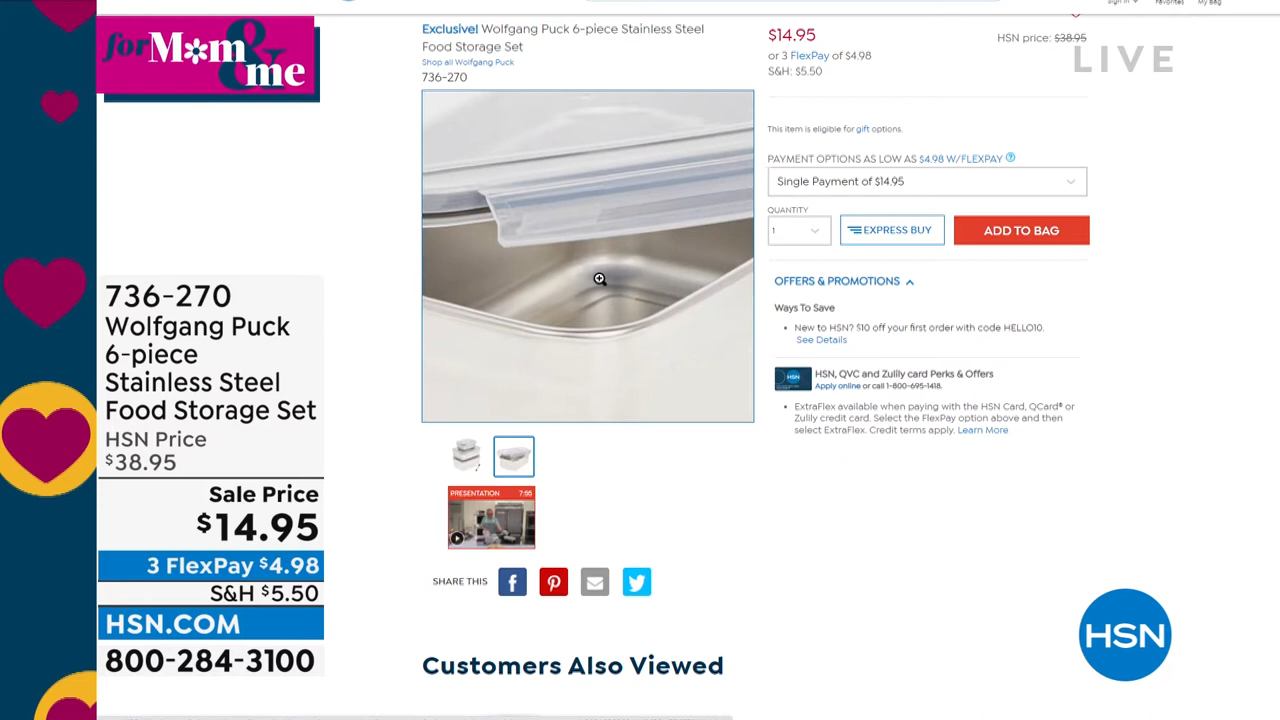 Sign in
Favorites
My Bag
for Mom
& me
Exclusive! Wolfgang Puck 6-piece Stainless Steel
Food Storage Set
Shop all Wolfgang Puck
736-270
$14.95
HSN price: $38.95
or 3 FlexPay of $4.98
S&H: $5.50
LIVE
This item is eligible for gift options.
PAYMENT OPTIONS AS LOW AS $4.98 W/FLEXPAY ?
Single Payment of $14.95
QUANTITY
1
EXPRESS BUY
ADD TO BAG
OFFERS & PROMOTIONS
Ways To Save
• New to HSN? $10 off your first order with code HELLO10.
See Details
HSN
HSN, QVC and Zulily card Perks & Offers
Apply online or call 1-800-695-1418.
• ExtraFlex available when paying with the HSN Card, QCard® or
Zulily credit card. Select the FlexPay option above and then
select ExtraFlex. Credit terms apply. Learn More
736-270
Wolfgang Puck
6-piece
Stainless Steel
Food Storage Set
HSN Price
$38.95
Sale Price
$14.95
3 FlexPay $4.98
S&H $5.50
HSN.COM
800-284-3100
PRESENTATION 7:55
SHARE THIS
HSN
Customers Also Viewed